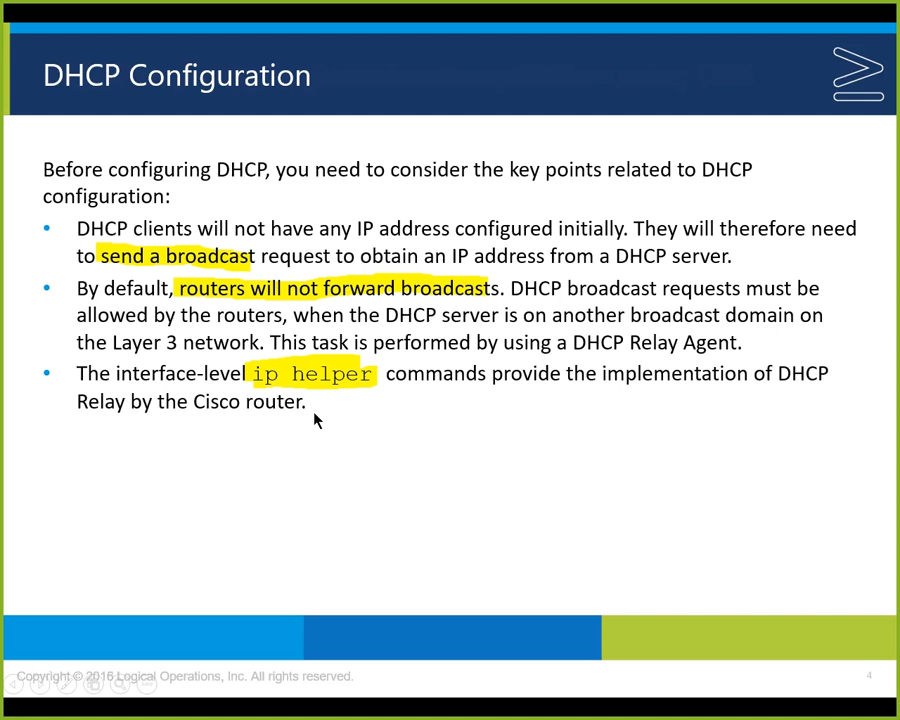 DHCP Configuration
Before configuring DHCP, you need to consider the key points related to DHCP
configuration:
• DHCP clients will not have any IP address configured initially. They will therefore need
to send a broadcast request to obtain an IP address from a DHCP server.
• By default, routers will not forward broadcasts. DHCP broadcast requests must be
allowed by the routers, when the DHCP server is on another broadcast domain on
the Layer 3 network. This task is performed by using a DHCP Relay Agent.
• The interface-level ip helper commands provide the implementation of DHCP
Relay by the Cisco router.
Copyright © 2016 Logical Operations, Inc. All rights reserved.
4